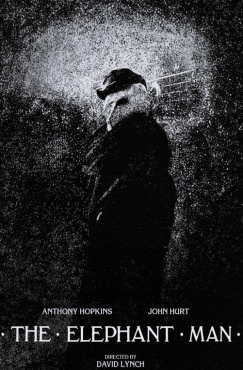 ANTHONY HOPKINS JOHN HURT
· THE · ELEPHANT · MAN ·
DIRECTED BY
DAVID LYNCH